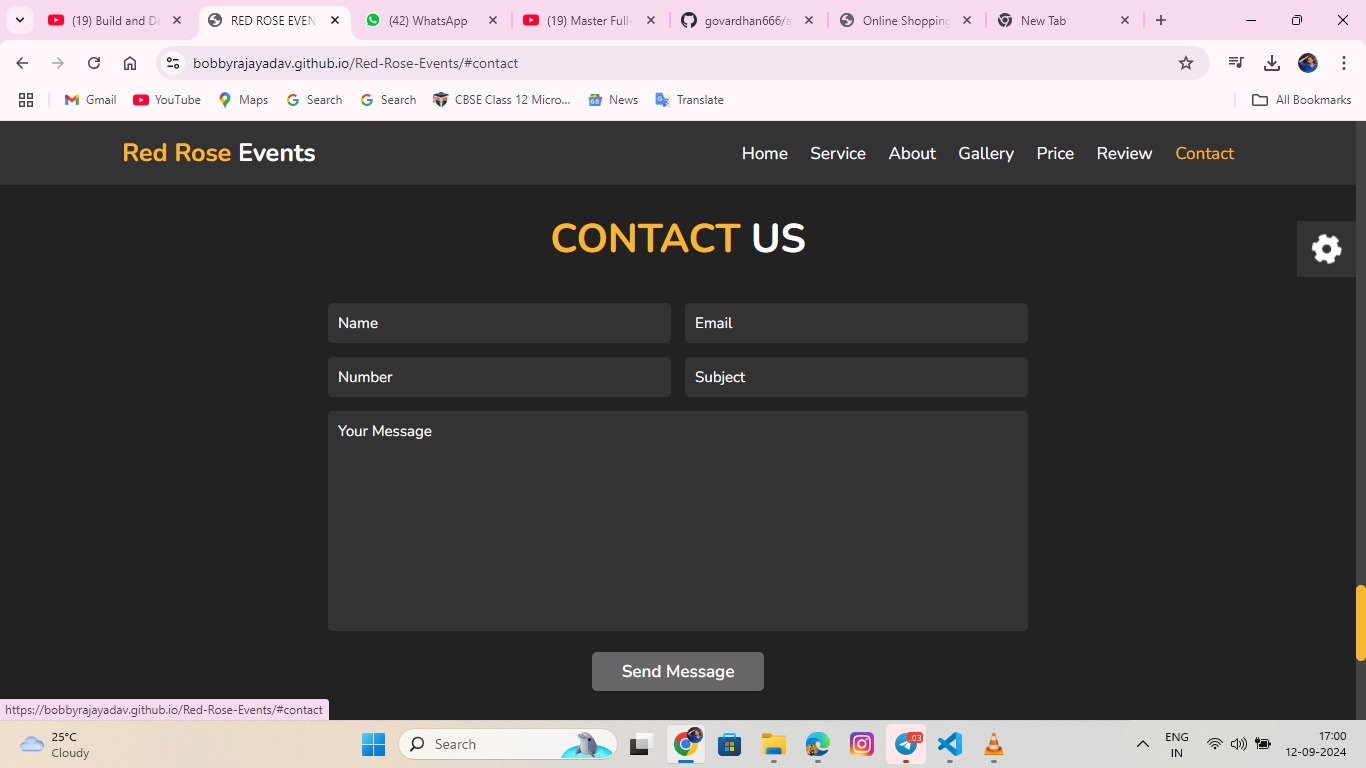 (19) Build and De
RED ROSE EVEN
(42) WhatsApp
(19) Master Full-
govardhan666/a
Online Shopping
New Tab
bobbyrajayadav.github.io/Red-Rose-Events/#contact
Gmail
YouTube
Maps
Search
Search
CBSE Class 12 Micro...
News
Translate
All Bookmarks
Red Rose Events
Home
Service
About
Gallery
Price
Review
Contact
CONTACT US
Name
Email
Number
Subject
Your Message
Send Message
https://bobbyrajayadav.github.io/Red-Rose-Events/#contact
25°C
Cloudy
Search
.03
ENG
IN
17:00
12-09-2024